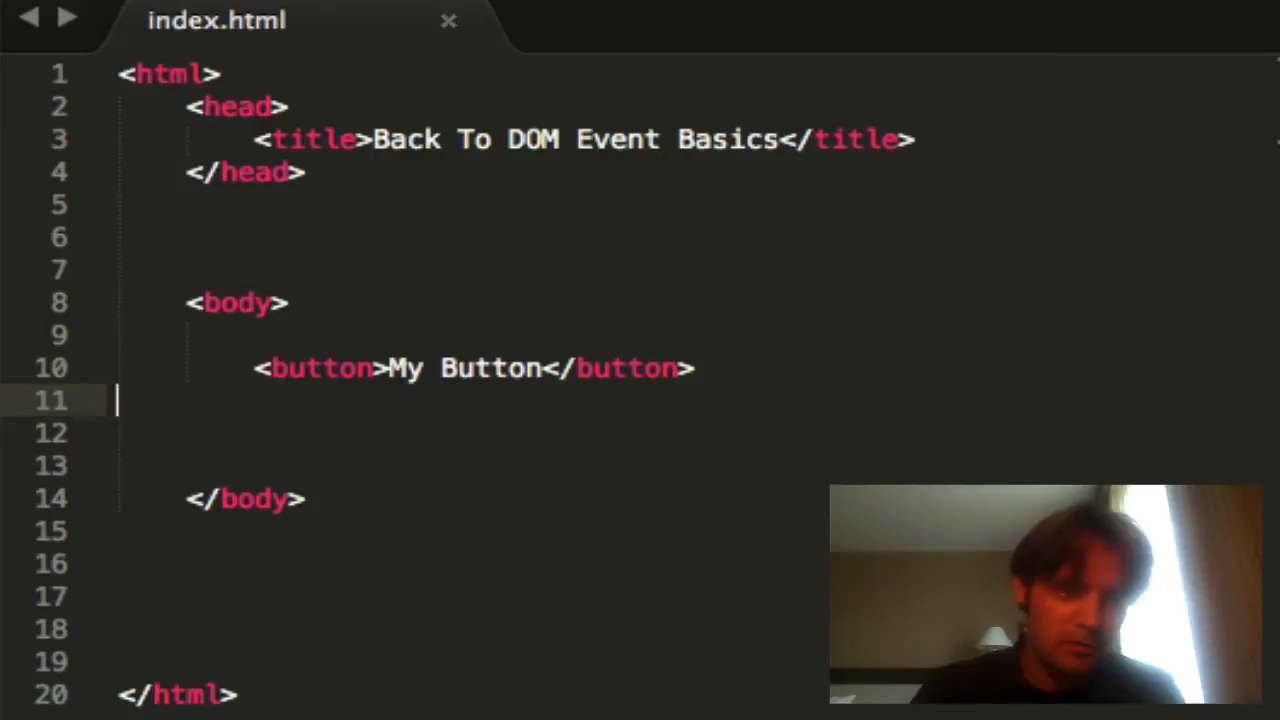 index.html
1 <html>
2 <head>
3 <title>Back To DOM Event Basics</title>
4 </head>
5
6
7
8 <body>
9
10 <button>My Button</button>
11
12
13
14 </body>
15
16
17
18
19
20 </html>